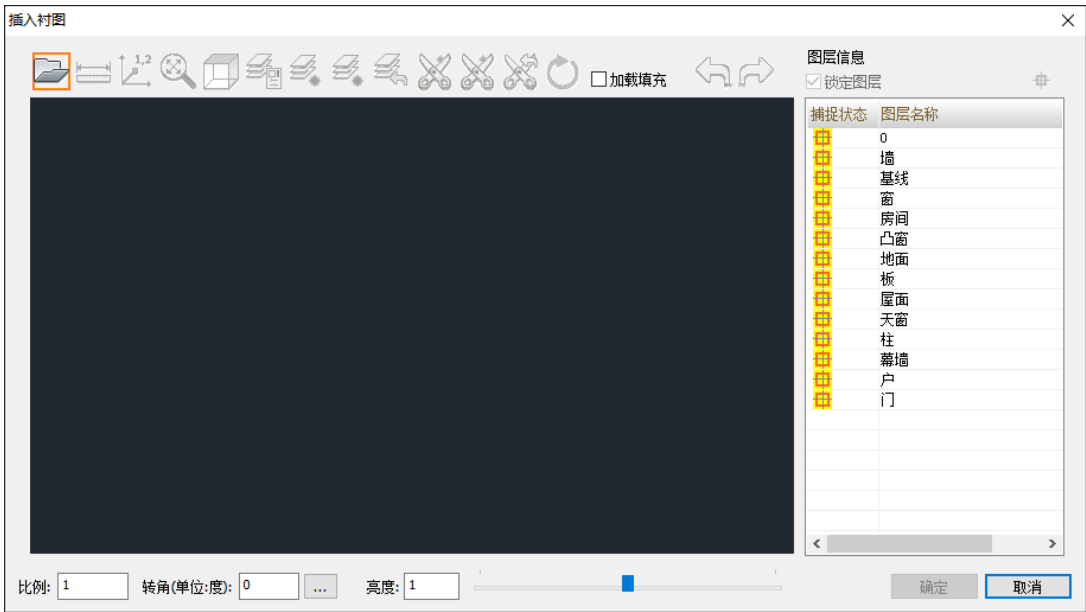 插入衬图
1,2
加载填充
图层信息
锁定图层
捕捉状态 图层名称
0
墙
基线
窗
房间
凸窗
地面
板
屋面
天窗
柱
幕墙
户
门
比例: 1 转角(单位:度): 0 ... 亮度: 1
确定 取消